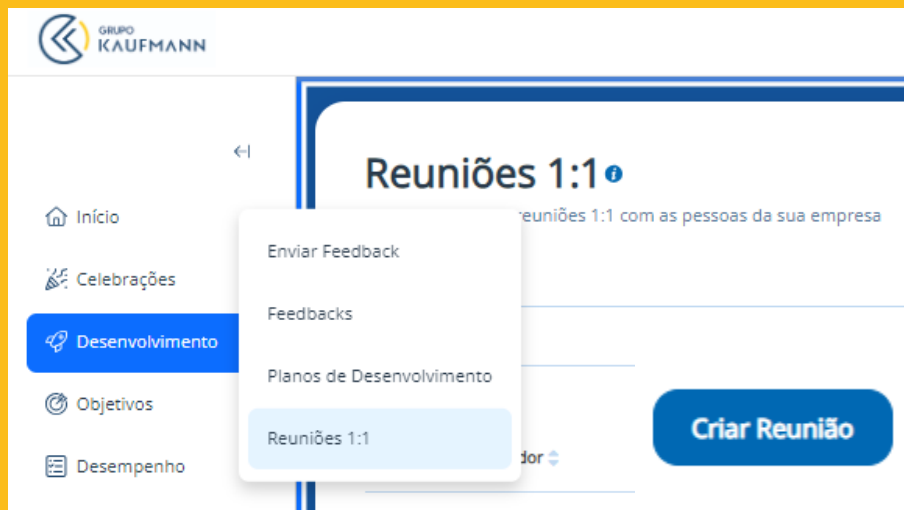 GRUPO
KAUFMANN
Reuniões 1:1
euniões 1:1 com as pessoas da sua empresa
Início
Celebrações
Desenvolvimento
Objetivos
Desempenho
Enviar Feedback
Feedbacks
Planos de Desenvolvimento
Reuniões 1:1
dor
Criar Reunião